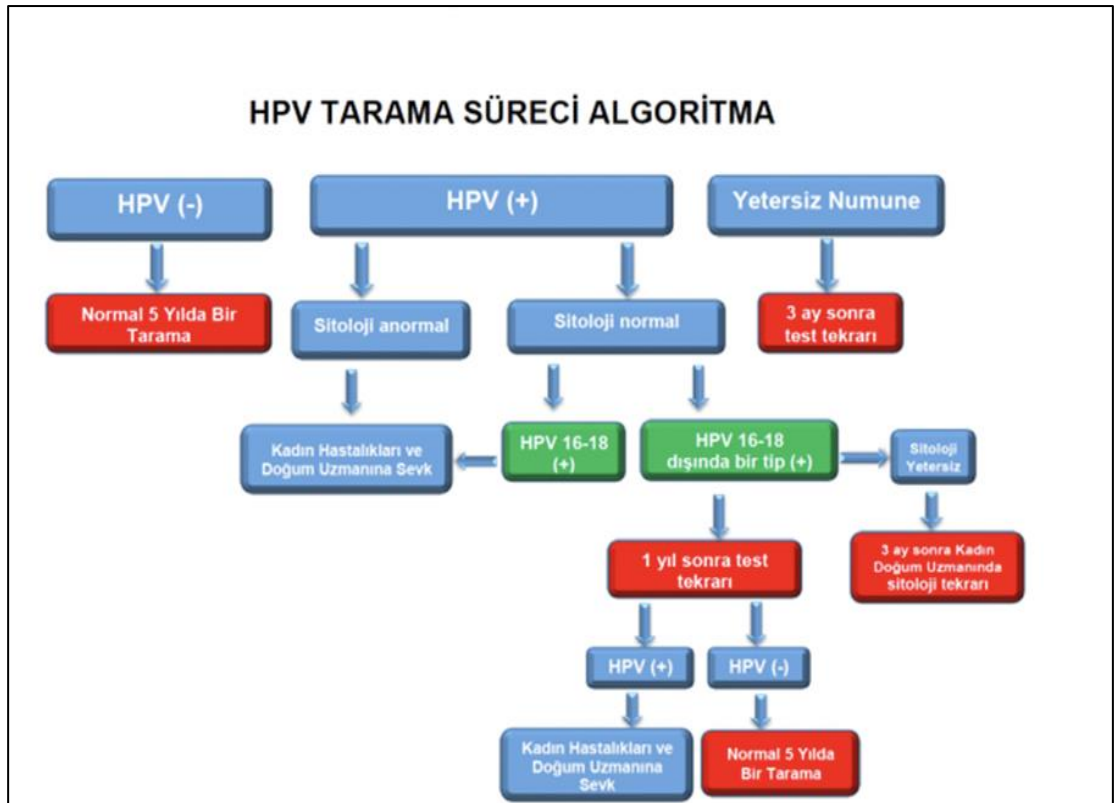 HPV TARAMA SÜRECİ ALGORİTMA
HPV (-)
HPV (+)
Yetersiz Numune
Normal 5 Yılda Bir
Tarama
Sitoloji anormal
Sitoloji normal
3 ay sonra
test tekrarı
Kadın Hastalıkları ve
Doğum Uzmanına Sevk
HPV 16-18
(+)
HPV 16-18
dışında bir tip (+)
Sitoloji
Yetersiz
1 yıl sonra test
tekrarı
3 ay sonra Kadın
Doğum Uzmanında
sitoloji tekrarı
HPV (+)
HPV (-)
Kadın Hastalıkları ve
Doğum Uzmanına
Sevk
Normal 5 Yılda
Bir Tarama